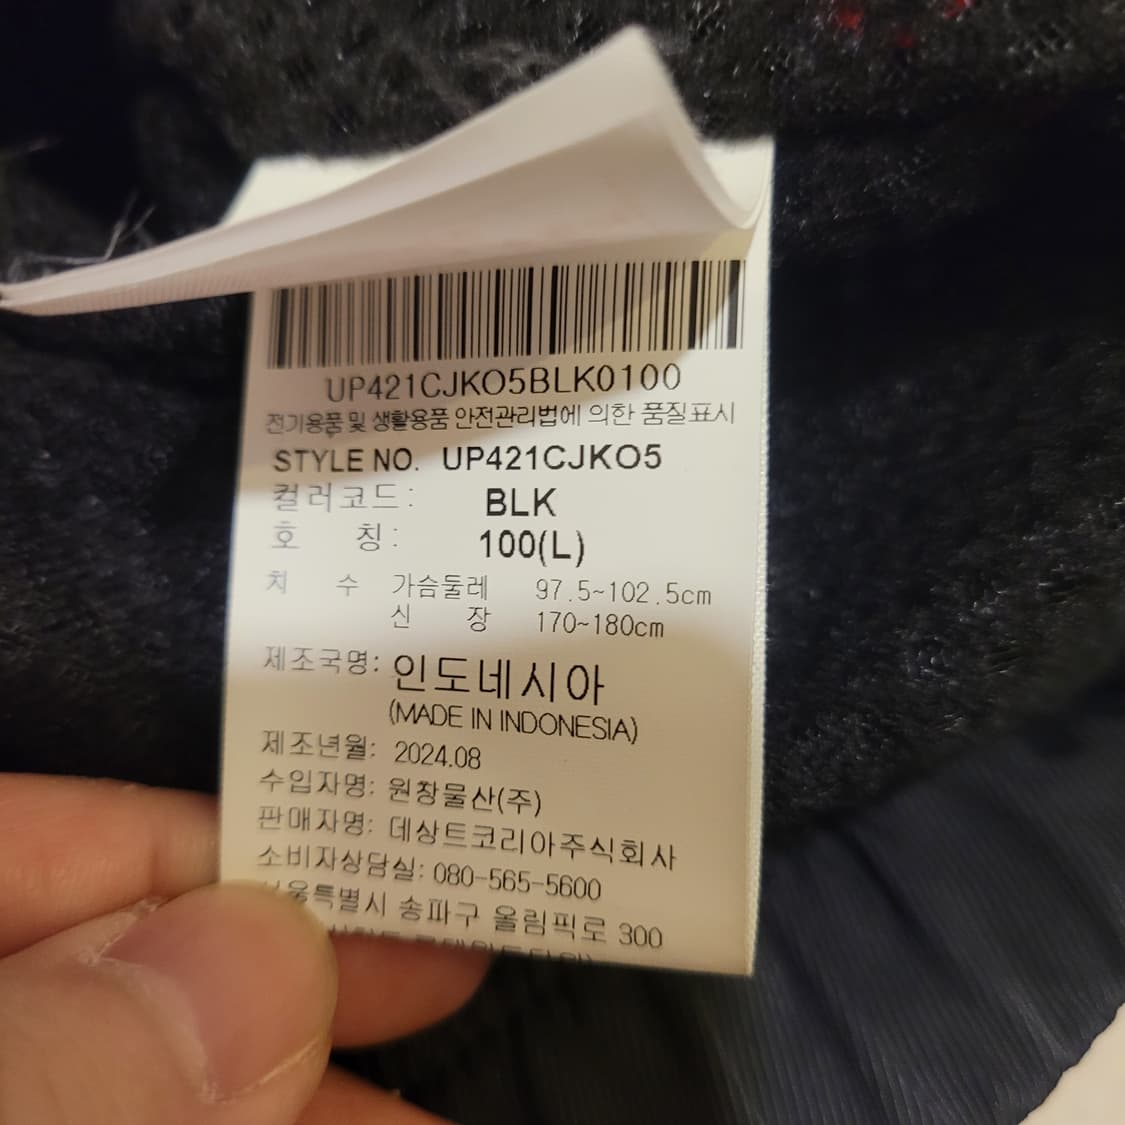 UP421CJKO5BLK0100
전기용품 및 생활용품 안전관리법에 의한 품질표시
STYLE NO. UP421CJKO5
컬러코드: BLK
호 칭: 100(L)
치 수 가슴둘레 97.5~102.5cm
신 장 170~180cm
제조국명: 인도네시아
(MADE IN INDONESIA)
제조년월: 2024.08
수입자명: 원창물산(주)
판매자명: 데상트코리아주식회사
소비자상담실: 080-565-5600
서울특별시 송파구 올림픽로 300